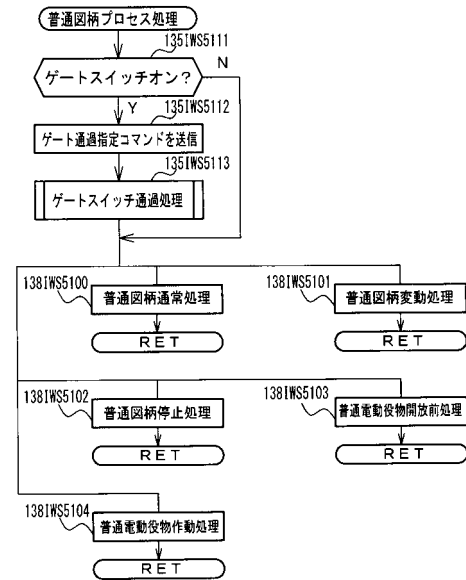 普通図柄プロセス処理
135IWS5111
ゲートスイッチオン？
N
Y
135IWS5112
ゲート通過指定コマンドを送信
135IWS5113
ゲートスイッチ通過処理
138IWS5100
普通図柄通常処理
RET
138IWS5101
普通図柄変動処理
RET
138IWS5102
普通図柄停止処理
RET
138IWS5103
普通電動役物開放前処理
RET
138IWS5104
普通電動役物作動処理
RET